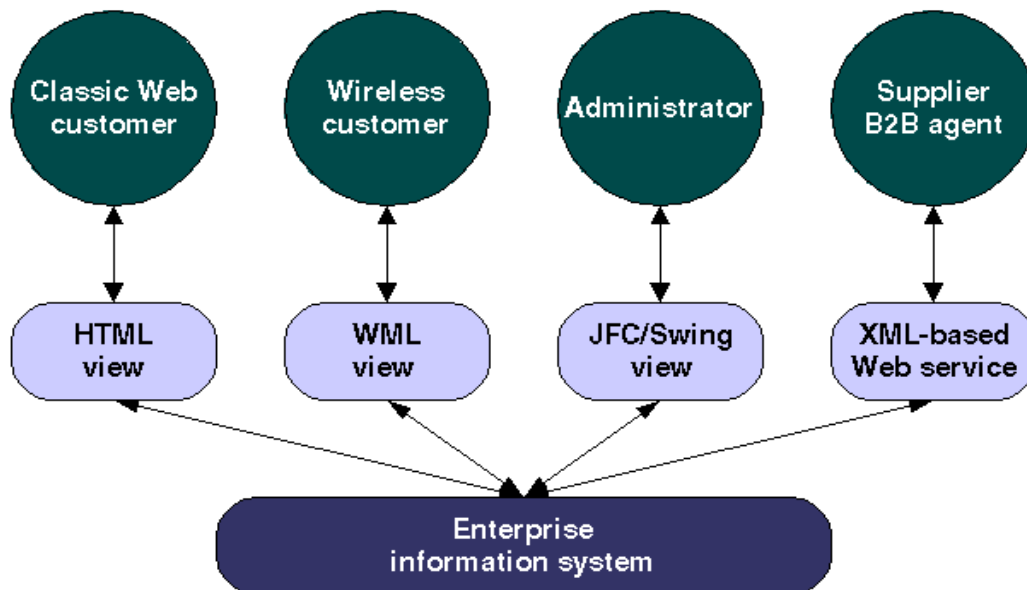 Classic Web
customer
Wireless
customer
Administrator
Supplier
B2B agent
HTML
view
WML
view
JFC/Swing
view
XML-based
Web service
Enterprise
information system